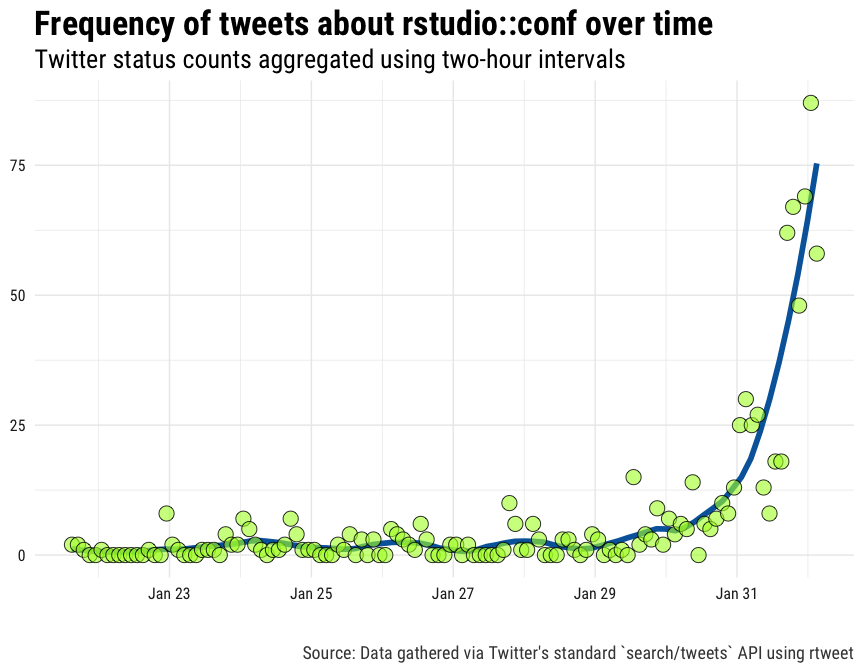 Frequency of tweets about rstudio::conf over time
Twitter status counts aggregated using two-hour intervals
75
50
25
0
Jan 23 Jan 25 Jan 27 Jan 29 Jan 31
Source: Data gathered via Twitter's standard `search/tweets` API using rtweet